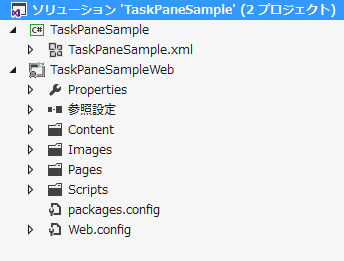 ソリューション 'TaskPaneSample' (2 プロジェクト)
C# TaskPaneSample
TaskPaneSample.xml
TaskPaneSampleWeb
Properties
参照設定
Content
Images
Pages
Scripts
packages.config
Web.config